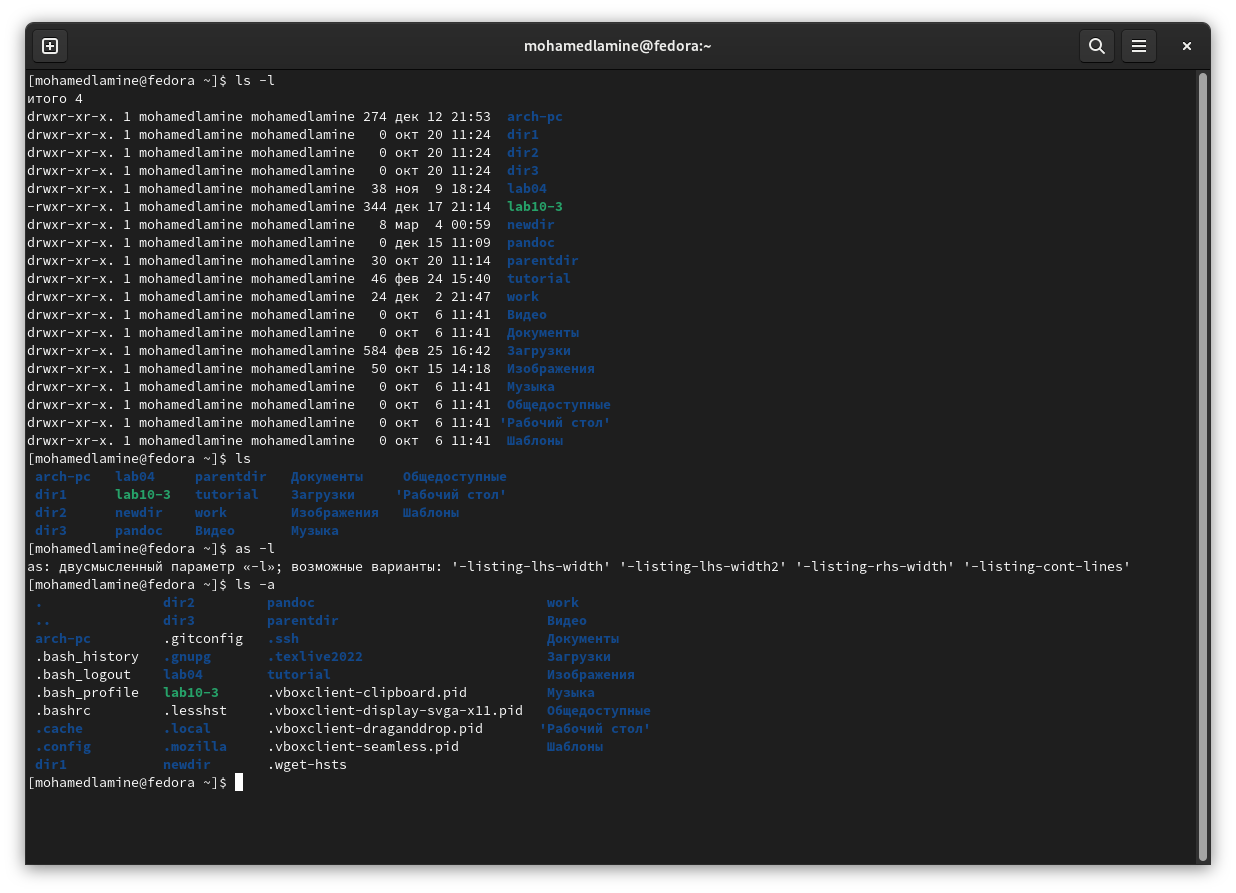 mohamedlamine@fedora:~
[mohamedlamine@fedora ~]$ ls -l
итого 4
drwxr-xr-x. 1 mohamedlamine mohamedlamine 274 дек 12 21:53  arch-pc
drwxr-xr-x. 1 mohamedlamine mohamedlamine   0 окт 20 11:24  dir1
drwxr-xr-x. 1 mohamedlamine mohamedlamine   0 окт 20 11:24  dir2
drwxr-xr-x. 1 mohamedlamine mohamedlamine   0 окт 20 11:24  dir3
drwxr-xr-x. 1 mohamedlamine mohamedlamine  38 ноя  9 18:24  lab04
-rwxr-xr-x. 1 mohamedlamine mohamedlamine 344 дек 17 21:14  lab10-3
drwxr-xr-x. 1 mohamedlamine mohamedlamine   8 мар  4 00:59  newdir
drwxr-xr-x. 1 mohamedlamine mohamedlamine   0 дек 15 11:09  pandoc
drwxr-xr-x. 1 mohamedlamine mohamedlamine  30 окт 20 11:14  parentdir
drwxr-xr-x. 1 mohamedlamine mohamedlamine  46 фев 24 15:40  tutorial
drwxr-xr-x. 1 mohamedlamine mohamedlamine  24 дек  2 21:47  work
drwxr-xr-x. 1 mohamedlamine mohamedlamine   0 окт  6 11:41  Видео
drwxr-xr-x. 1 mohamedlamine mohamedlamine   0 окт  6 11:41  Документы
drwxr-xr-x. 1 mohamedlamine mohamedlamine 584 фев 25 16:42  Загрузки
drwxr-xr-x. 1 mohamedlamine mohamedlamine  50 окт 15 14:18  Изображения
drwxr-xr-x. 1 mohamedlamine mohamedlamine   0 окт  6 11:41  Музыка
drwxr-xr-x. 1 mohamedlamine mohamedlamine   0 окт  6 11:41  Общедоступные
drwxr-xr-x. 1 mohamedlamine mohamedlamine   0 окт  6 11:41 'Рабочий стол'
drwxr-xr-x. 1 mohamedlamine mohamedlamine   0 окт  6 11:41  Шаблоны
[mohamedlamine@fedora ~]$ ls
 arch-pc   lab04     parentdir   Документы     Общедоступные
 dir1      lab10-3   tutorial    Загрузки     'Рабочий стол'
 dir2      newdir    work        Изображения   Шаблоны
 dir3      pandoc    Видео       Музыка
[mohamedlamine@fedora ~]$ as -l
as: двусмысленный параметр «-l»; возможные варианты: '-listing-lhs-width' '-listing-lhs-width2' '-listing-rhs-width' '-listing-cont-lines'
[mohamedlamine@fedora ~]$ ls -a
 .               dir2         pandoc                             work
 ..              dir3         parentdir                          Видео
 arch-pc         .gitconfig   .ssh                               Документы
 .bash_history   .gnupg       .texlive2022                       Загрузки
 .bash_logout    lab04        tutorial                           Изображения
 .bash_profile   lab10-3      .vboxclient-clipboard.pid          Музыка
 .bashrc         .lesshst     .vboxclient-display-svga-x11.pid   Общедоступные
 .cache          .local       .vboxclient-draganddrop.pid       'Рабочий стол'
 .config         .mozilla     .vboxclient-seamless.pid           Шаблоны
 dir1            newdir       .wget-hsts
[mohamedlamine@fedora ~]$